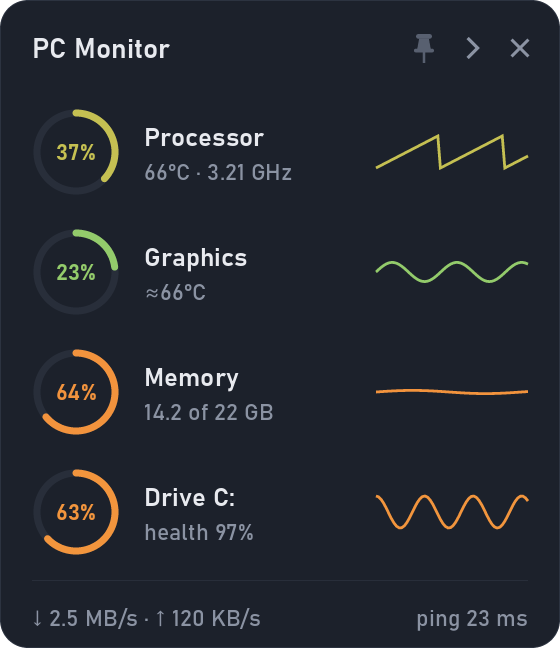 PC Monitor
37%
Processor
66°C · 3.21 GHz
23%
Graphics
≈66°C
64%
Memory
14.2 of 22 GB
63%
Drive C:
health 97%
↓ 2.5 MB/s · ↑ 120 KB/s
ping 23 ms